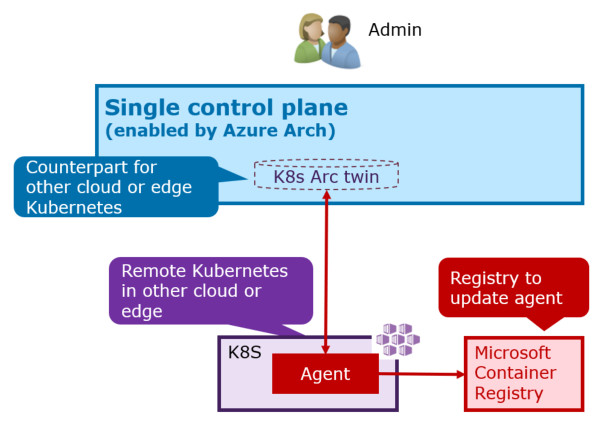 Admin
Single control plane
(enabled by Azure Arch)
Counterpart for
other cloud or edge
Kubernetes
K8s Arc twin
Remote Kubernetes
in other cloud or
edge
Registry to
update agent
K8S
Agent
Microsoft
Container
Registry